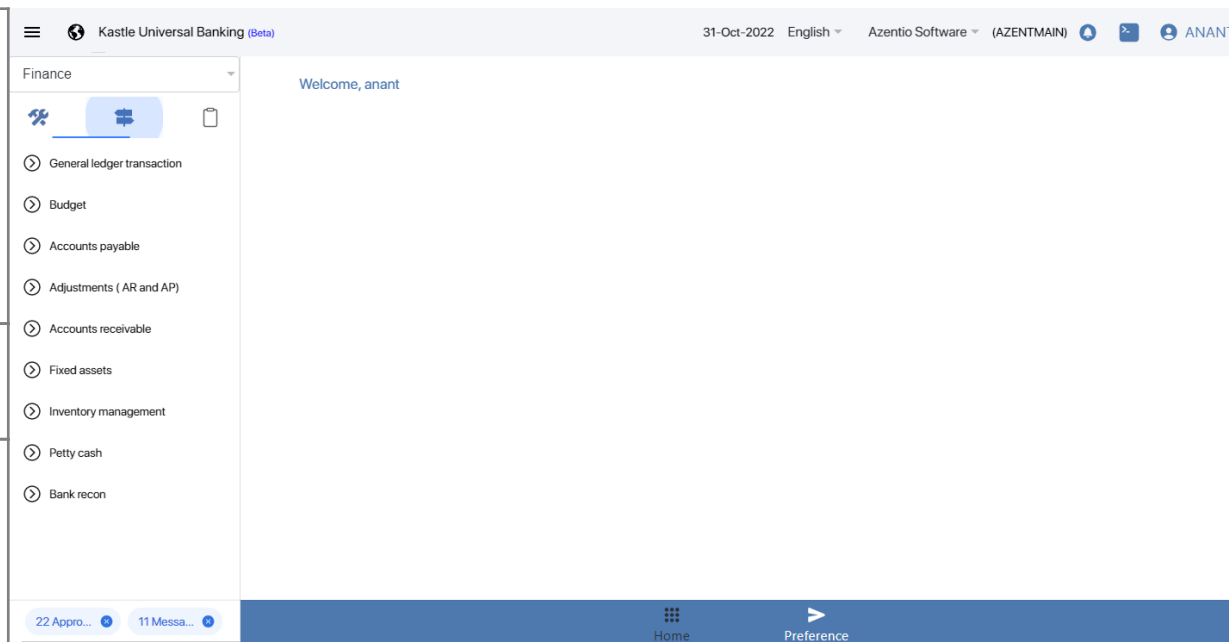 Kastle Universal Banking (Beta)
31-Oct-2022 English Azentio Software (AZENTMAIN) ANANT
Finance
Welcome, anant
General ledger transaction
Budget
Accounts payable
Adjustments ( AR and AP)
Accounts receivable
Fixed assets
Inventory management
Petty cash
Bank recon
22 Appro...
11 Messa...
Home
Preference